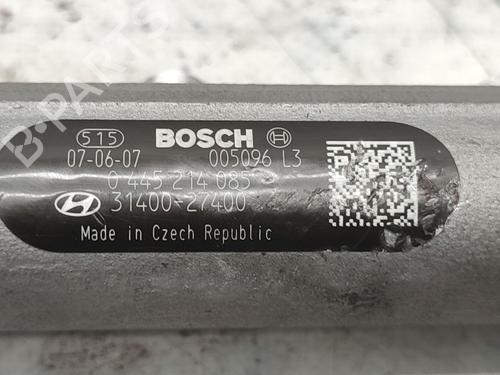 515 BOSCH
07-06-07 005096 L3
0 445 214 085
31400-27400
Made in Czech Republic
B-PARTS